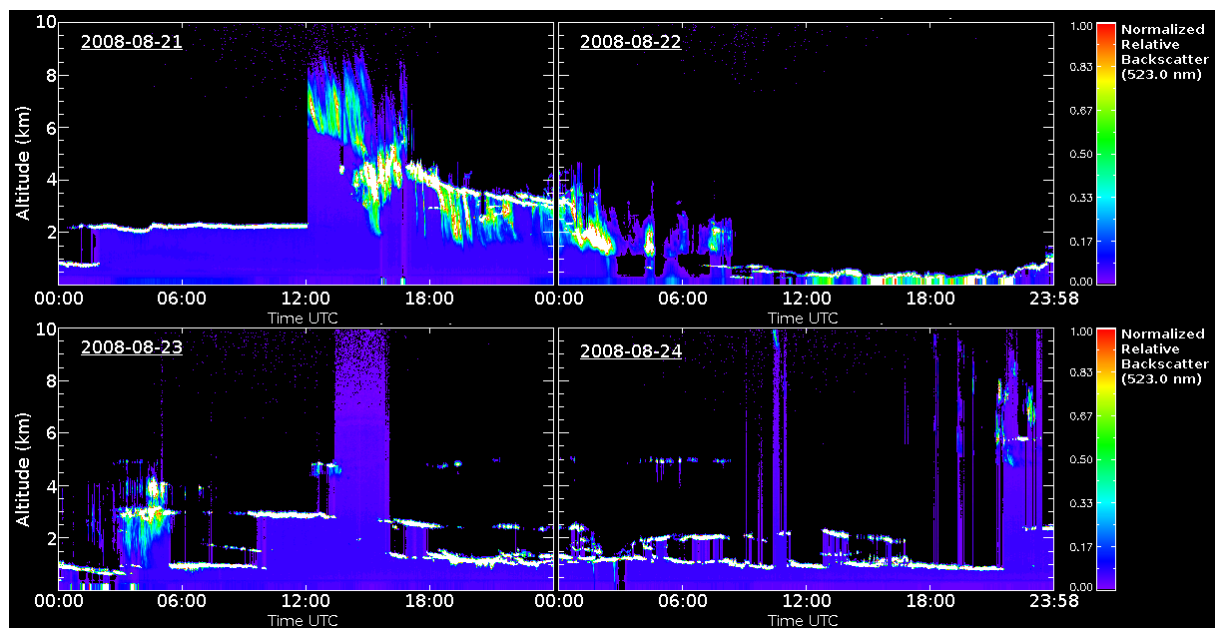 2008-08-21
2008-08-22
Altitude (km)
10
8
6
4
2
00:00 06:00 12:00 18:00 00:00 06:00 12:00 18:00 23:58
Time UTC
Time UTC
1.00
0.83
0.67
0.50
0.33
0.17
0.00
Normalized
Relative
Backscatter
(523.0 nm)
2008-08-23
2008-08-24
Altitude (km)
10
8
6
4
2
00:00 06:00 12:00 18:00 00:00 06:00 12:00 18:00 23:58
Time UTC
Time UTC
1.00
0.83
0.67
0.50
0.33
0.17
0.00
Normalized
Relative
Backscatter
(523.0 nm)